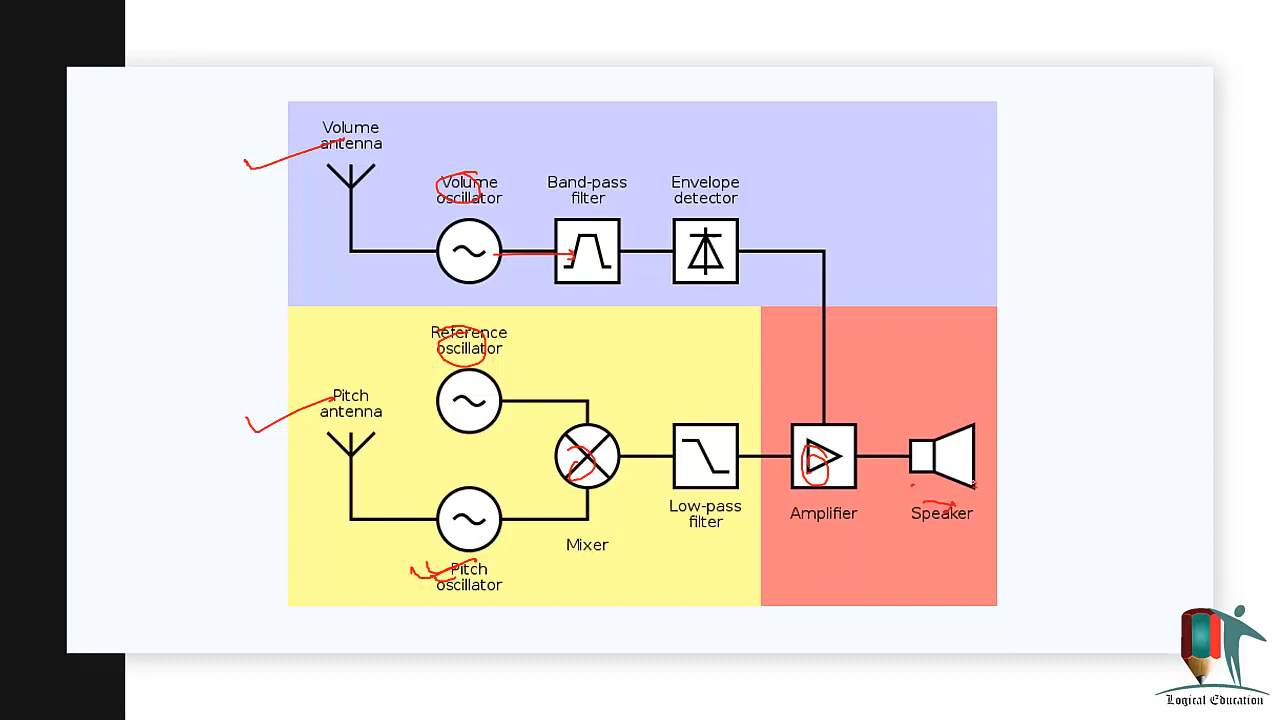 Volume
antenna
Volume
oscillator
Band-pass
filter
Envelope
detector
Reference
oscillator
Pitch
antenna
Low-pass
filter
Amplifier
Speaker
Mixer
Pitch
oscillator
Logical Education